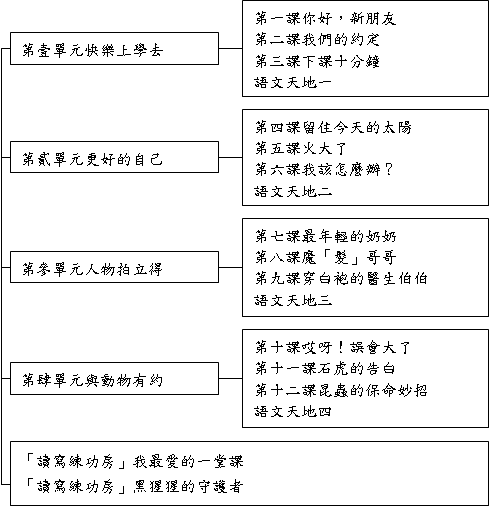 第壹單元快樂上學去
第一課你好，新朋友
第二課我們的約定
第三課下課十分鐘
語文天地一
第貳單元更好的自己
第四課留住今天的太陽
第五課火大了
第六課我該怎麼辦？
語文天地二
第參單元人物拍立得
第七課最年輕的奶奶
第八課魔「髮」哥哥
第九課穿白袍的醫生伯伯
語文天地三
第肆單元與動物有約
第十課哎呀！誤會大了
第十一課石虎的告白
第十二課昆蟲的保命妙招
語文天地四
「讀寫練功房」我最愛的一堂課
「讀寫練功房」黑猩猩的守護者